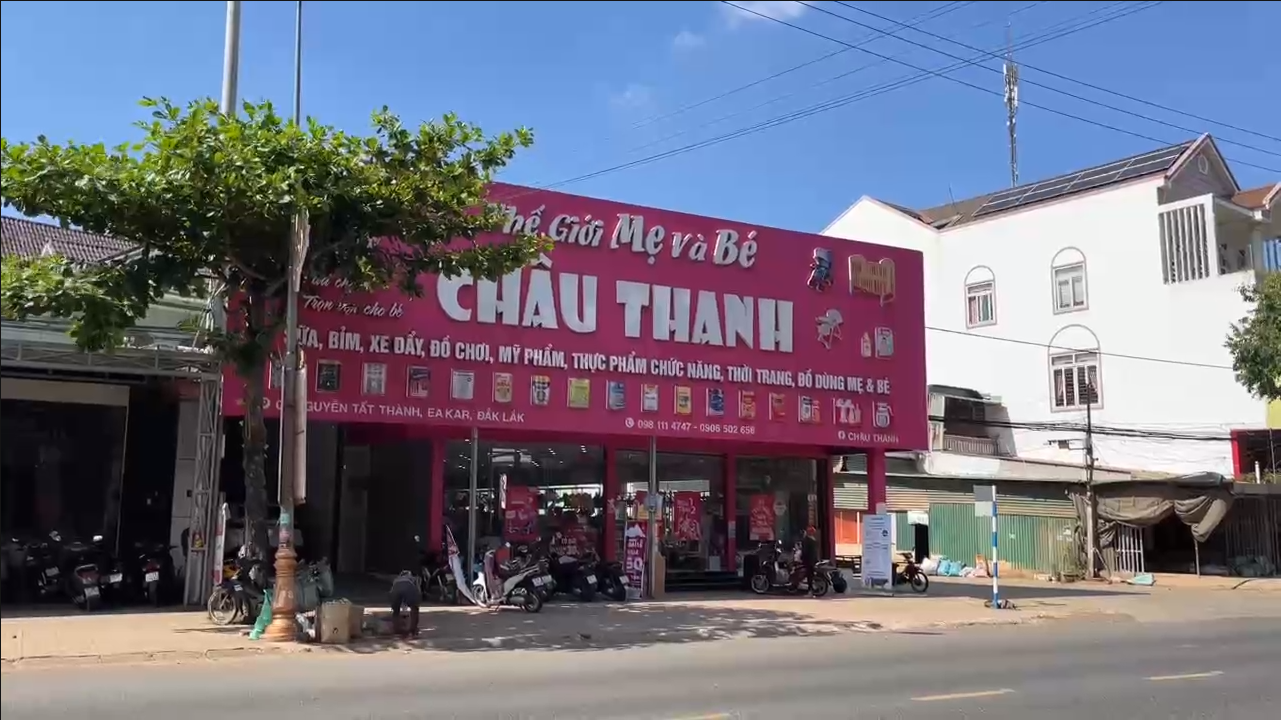 Thế Giới Mẹ và Bé
CHÂU THANH
Trọn vẹn cho bé
SỮA, BỈM, XE ĐẨY, ĐỒ CHƠI, MỸ PHẨM, THỰC PHẨM CHỨC NĂNG, THỜI TRANG, ĐỒ DÙNG MẸ & BÉ
NGUYỄN TẤT THÀNH, EA KAR, ĐẮK LẮK
098 111 4747 - 0906 502 656
CHÂU THANH